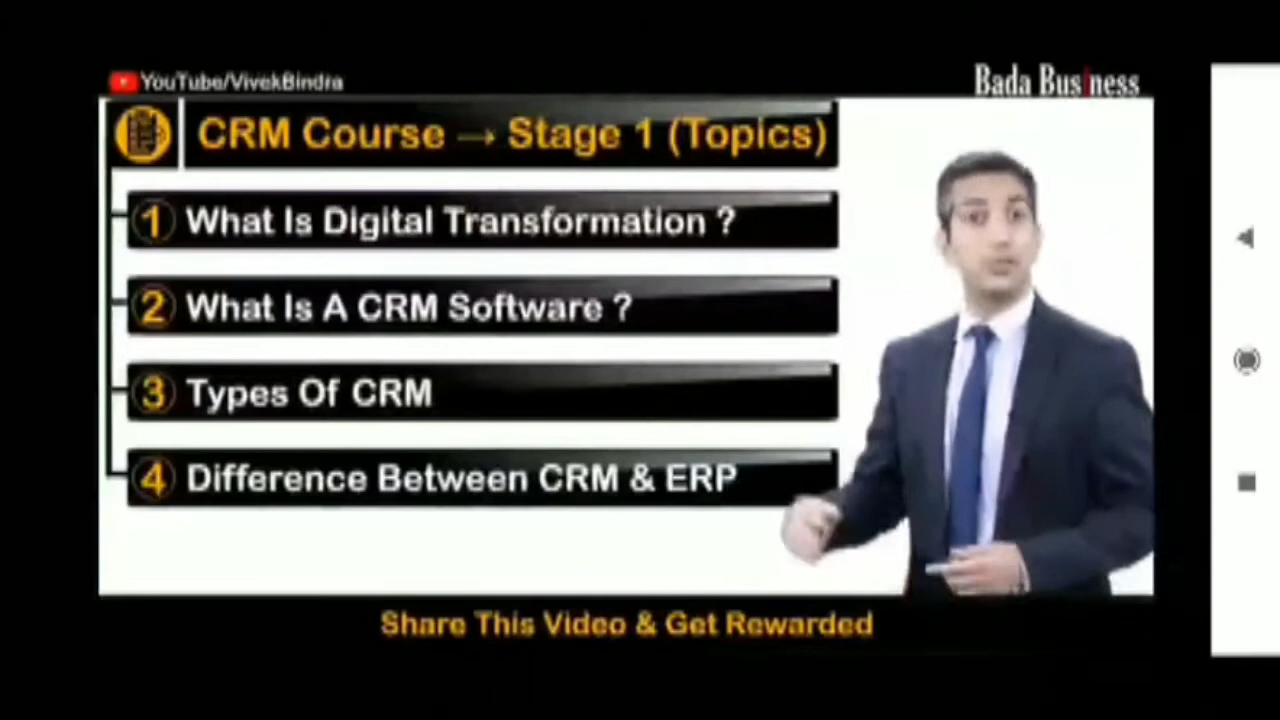 YouTube/VivekBindra
Bada Business
CRM Course → Stage 1 (Topics)
1 What Is Digital Transformation ?
2 What Is A CRM Software ?
3 Types Of CRM
4 Difference Between CRM & ERP
Share This Video & Get Rewarded